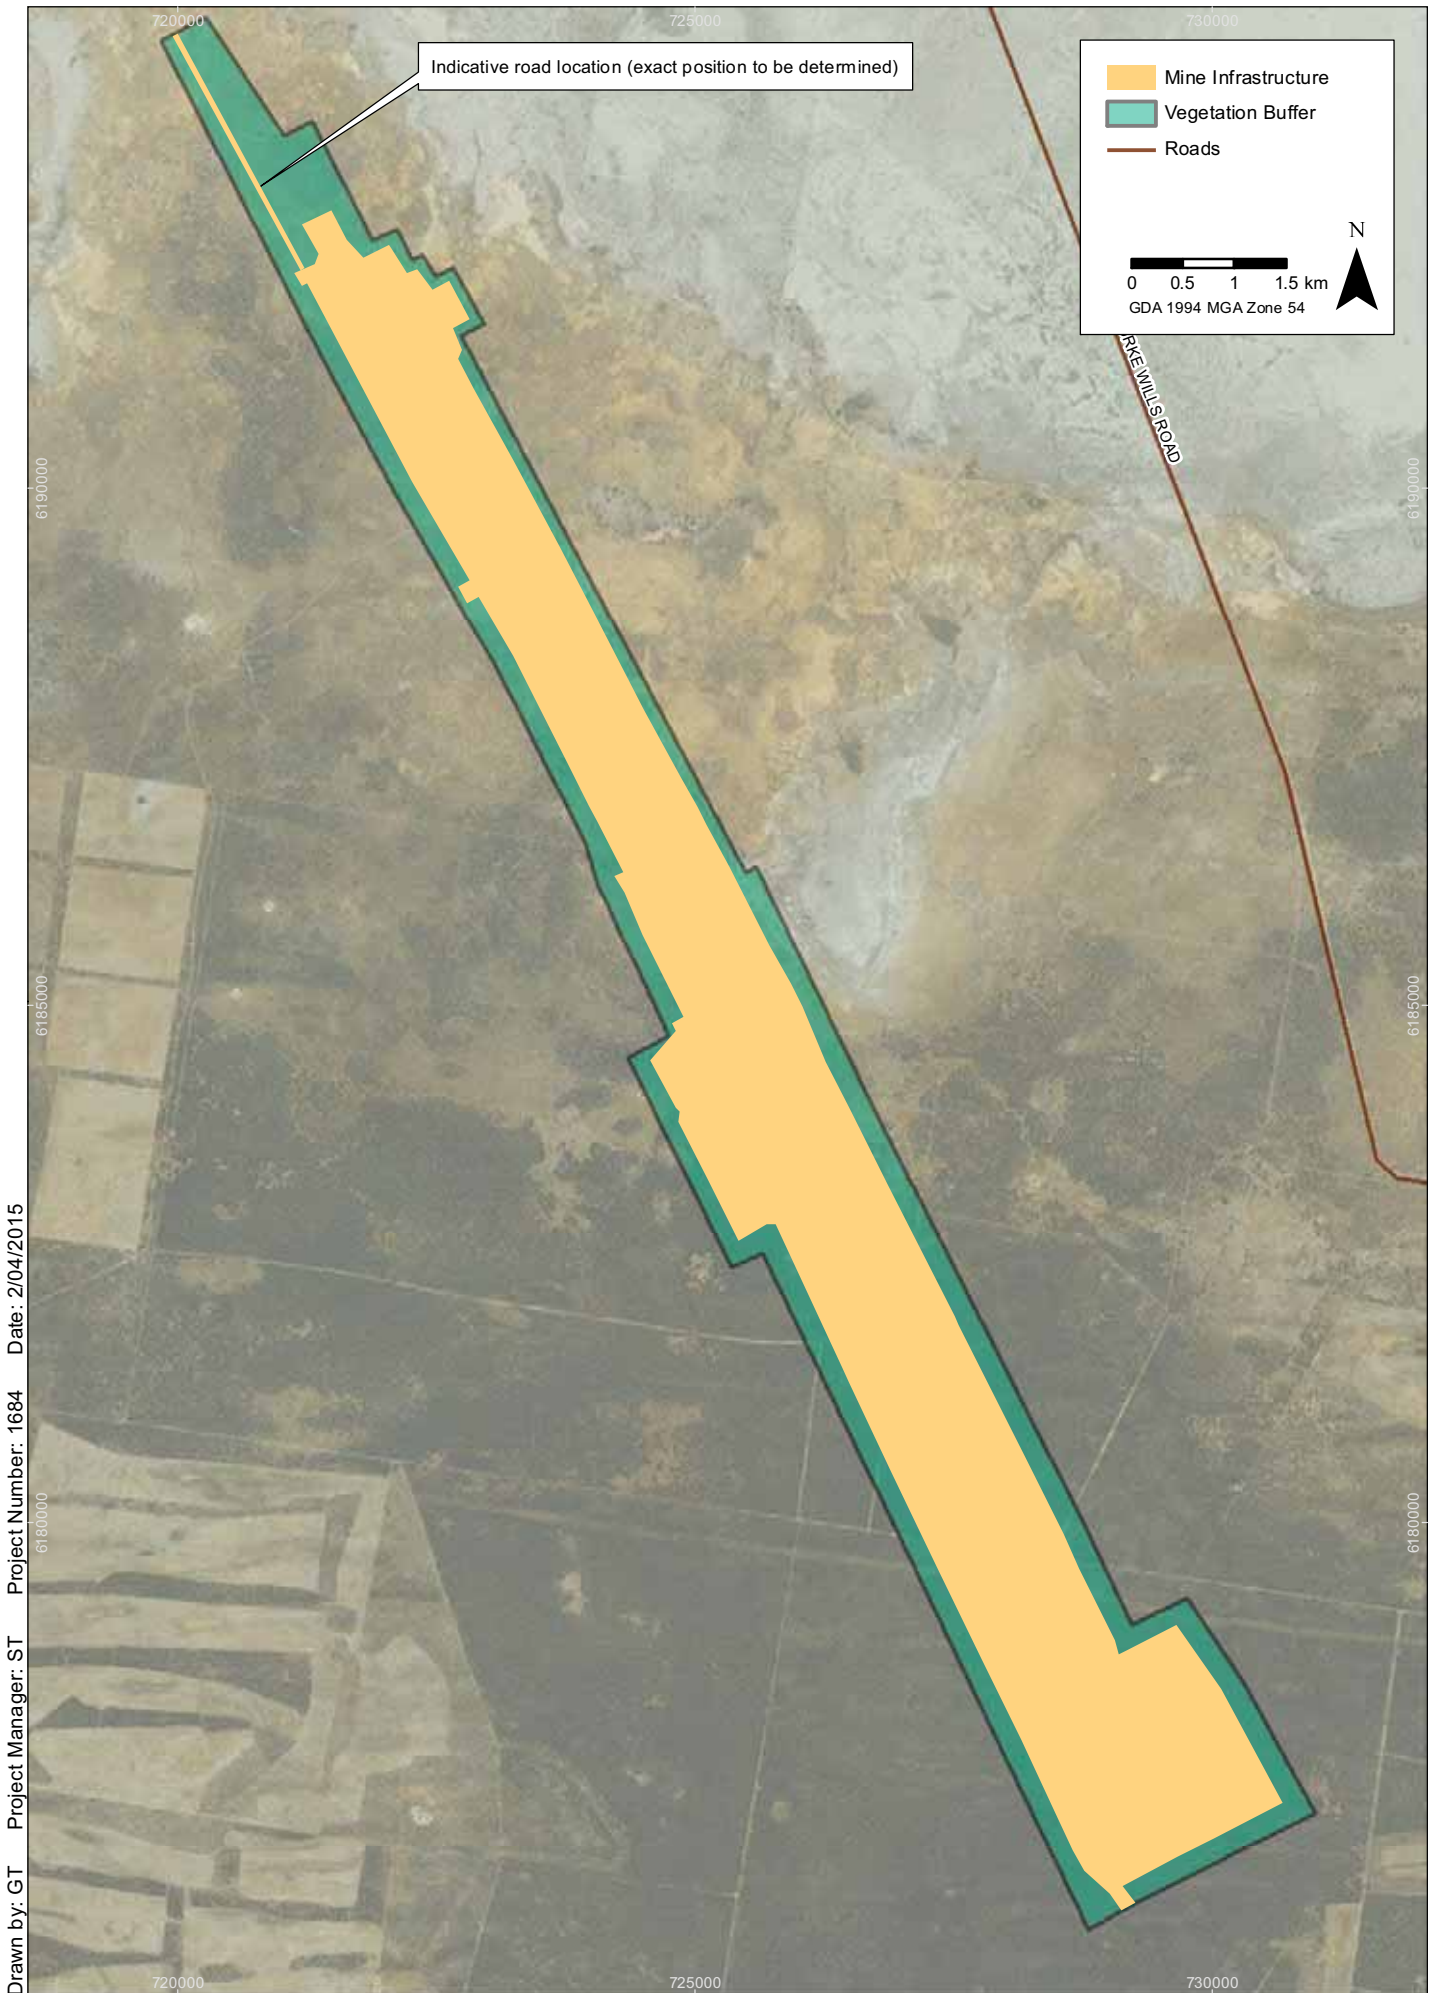 720000
725000
730000
Indicative road location (exact position to be determined)
Mine Infrastructure
Vegetation Buffer
Roads
N
0 0.5 1 1.5 km
GDA 1994 MGA Zone 54
RKE WILLS ROAD
6190000
6190000
6185000
6185000
6180000
6180000
Drawn by: GT Project Manager: ST Project Number: 1684 Date: 2/04/2015
720000
725000
730000